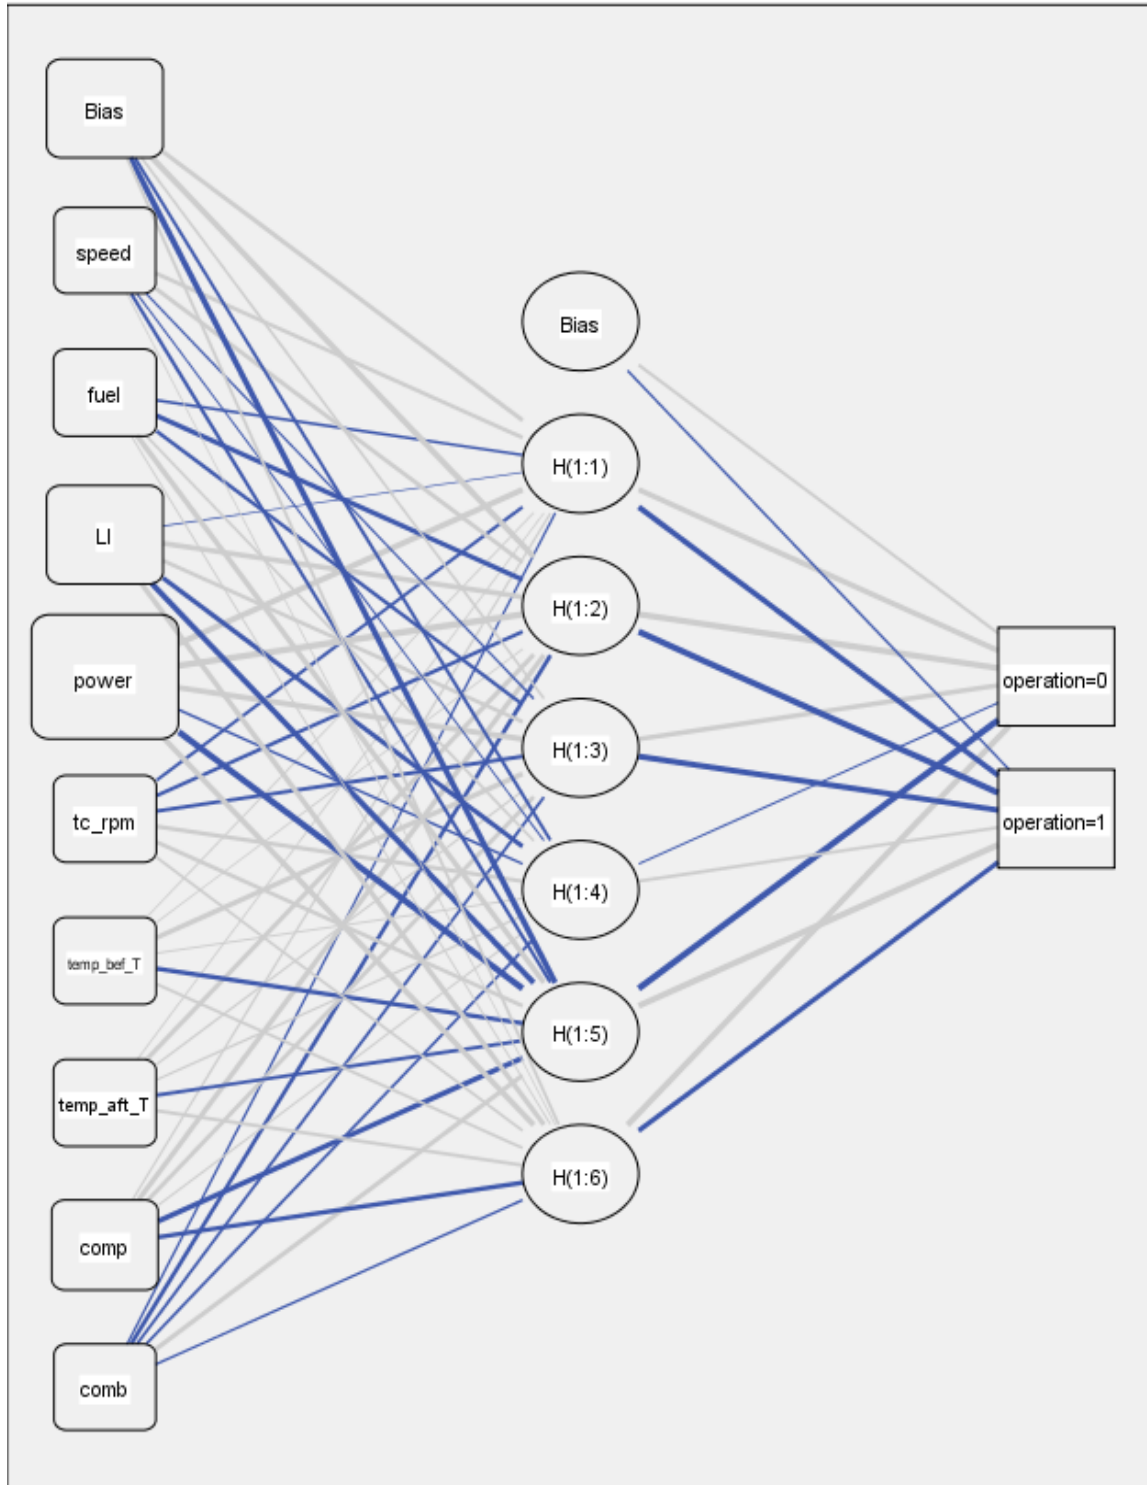 Bias
speed
fuel
LI
power
tc_rpm
temp_bef_T
temp_aft_T
comp
comb
Bias
H(1:1)
H(1:2)
H(1:3)
H(1:4)
H(1:5)
H(1:6)
operation=0
operation=1